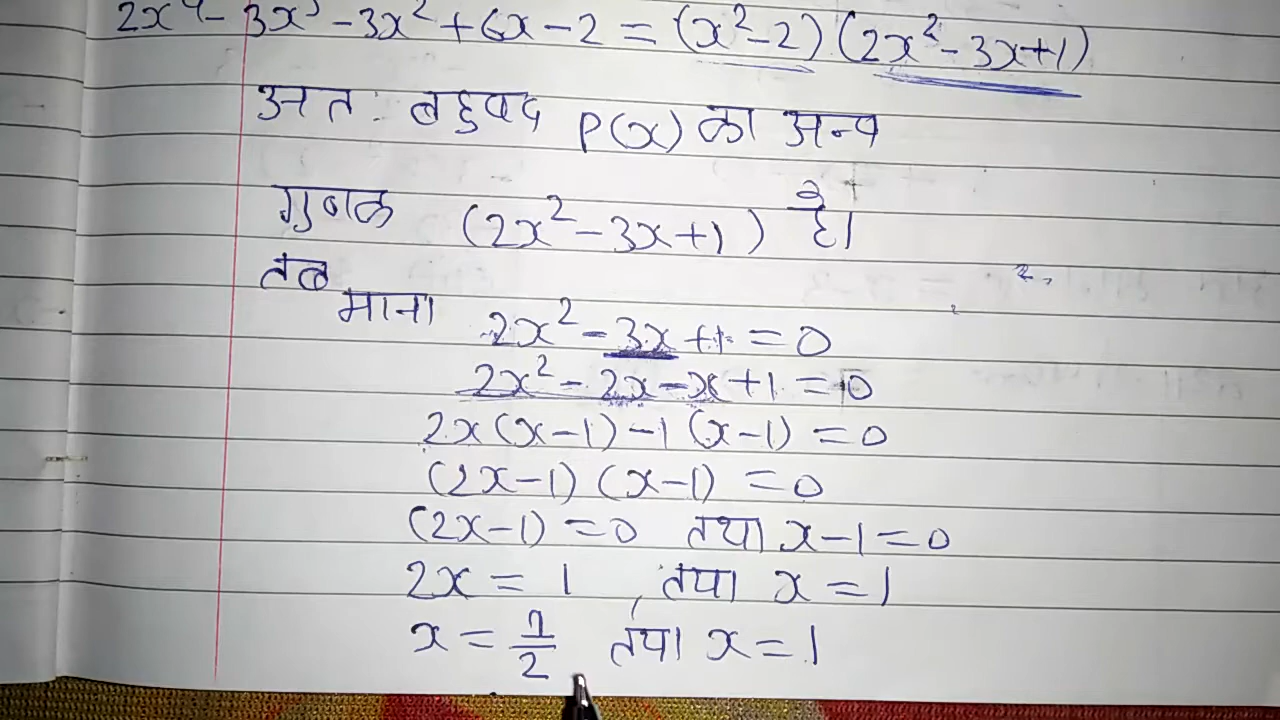 2x⁴ - 3x³ - 3x² + 6x - 2 = (x² - 2) (2x² - 3x + 1)
अतः बहुपद P(x) का अन्य
गुणक (2x² - 3x + 1) है।
तब
माना 2x² - 3x + 1 = 0
2x² - 2x - x + 1 = 0
2x(x - 1) - 1 (x - 1) = 0
(2x - 1) (x - 1) = 0
(2x - 1) = 0 तथा x - 1 = 0
2x = 1 , तथा x = 1
x = 1/2 तथा x = 1